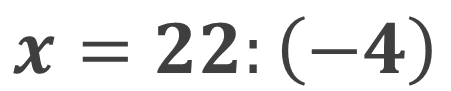 x = 22: (−4)